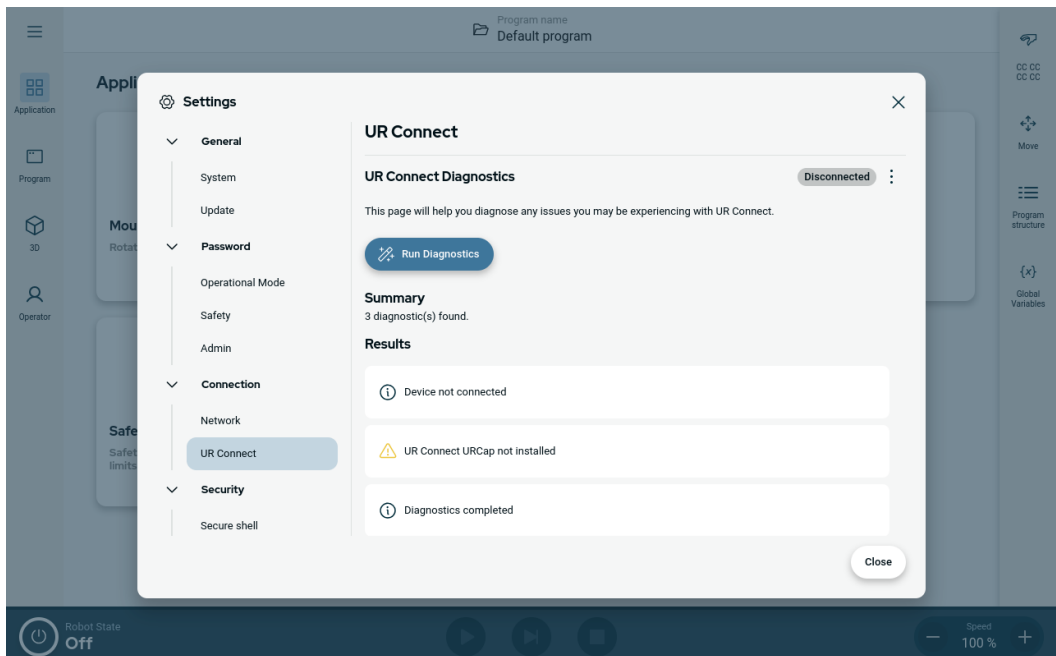 Program name
Default program
Application
Program
3D
Operator
Appli
Mou
Rotat
Safe
Safet
limits
Settings
General
System
Update
Password
Operational Mode
Safety
Admin
Connection
Network
UR Connect
Security
Secure shell
UR Connect
UR Connect Diagnostics
Disconnected
This page will help you diagnose any issues you may be experiencing with UR Connect.
Run Diagnostics
Summary
3 diagnostic(s) found.
Results
Device not connected
UR Connect URCap not installed
Diagnostics completed
Close
CC CC
CC CC
Move
Program
structure
{x}
Global
Variables
Robot State
Off
Speed
100 %